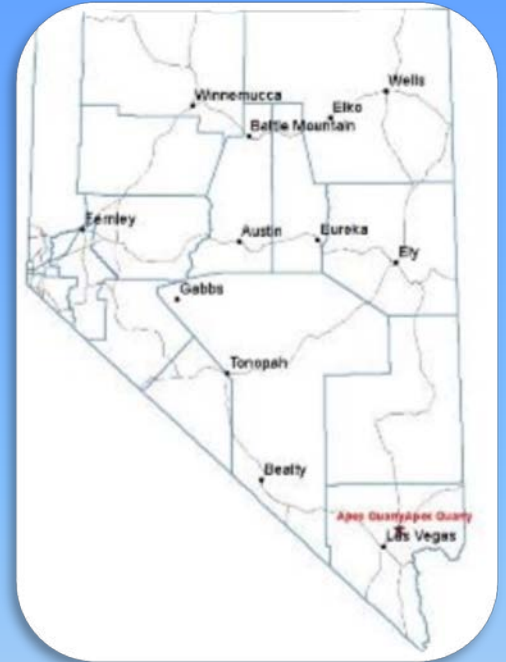 Wells
Winnemucca
Elko
Battle Mountain
Fernley
Austin
Eureka
Ely
Gabbs
Tonopah
Beatty
Apex QuarryApex Quarry
Las Vegas